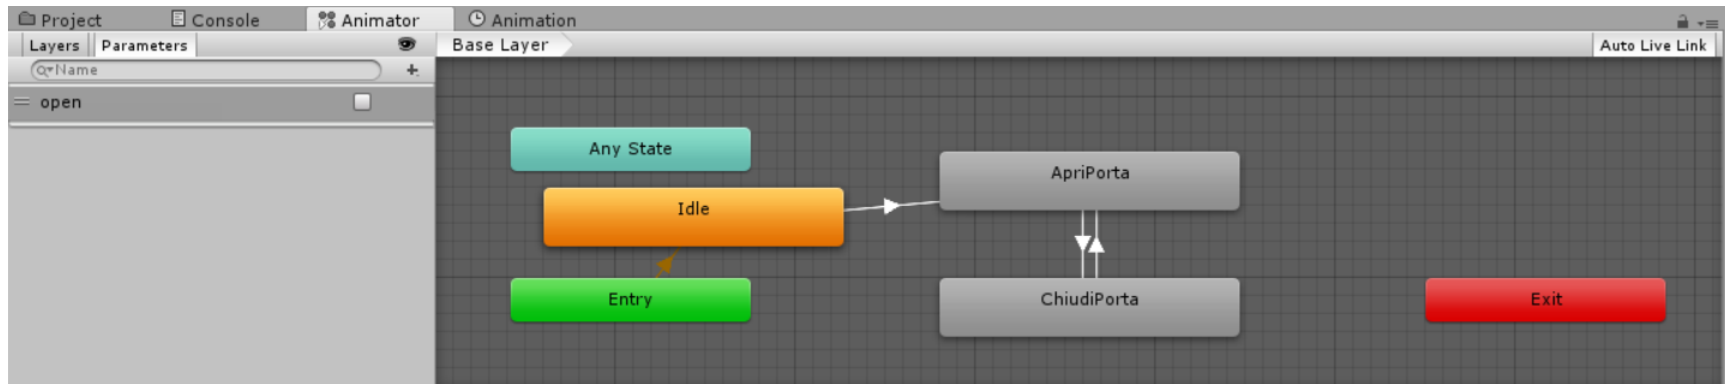 Project Console Animator Animation
Layers Parameters Base Layer Auto Live Link
Name
open
Any State
ApriPorta
Idle
Entry
ChiudiPorta
Exit